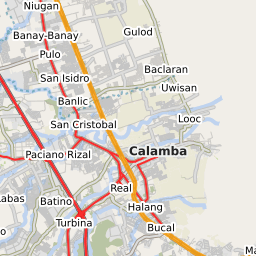 Niugan
Gulod
Banay-Banay
Pulo
Baclaran
San Isidro
Uwisan
Banlic
Looc
San Cristobal
Calamba
Paciano Rizal
Real
Batino
Halang
Turbina
Bucal